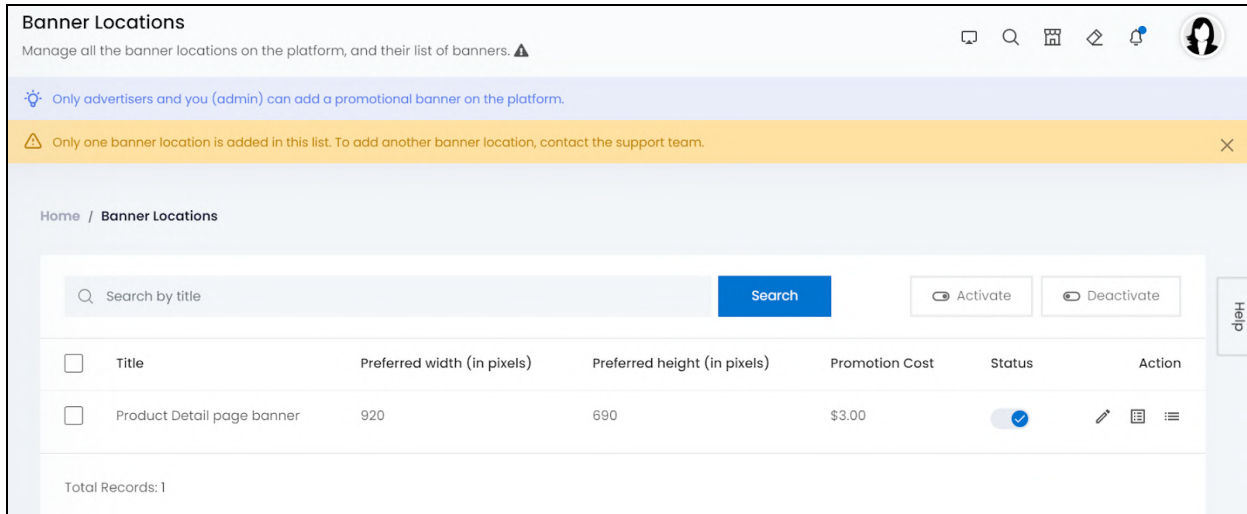 Banner Locations
Manage all the banner locations on the platform, and their list of banners.
Only advertisers and you (admin) can add a promotional banner on the platform.
Only one banner location is added in this list. To add another banner location, contact the support team.
Home / Banner Locations
Search by title Search Activate Deactivate
Help
Title Preferred width (in pixels) Preferred height (in pixels) Promotion Cost Status Action
Product Detail page banner 920 690 $3.00
Total Records: 1